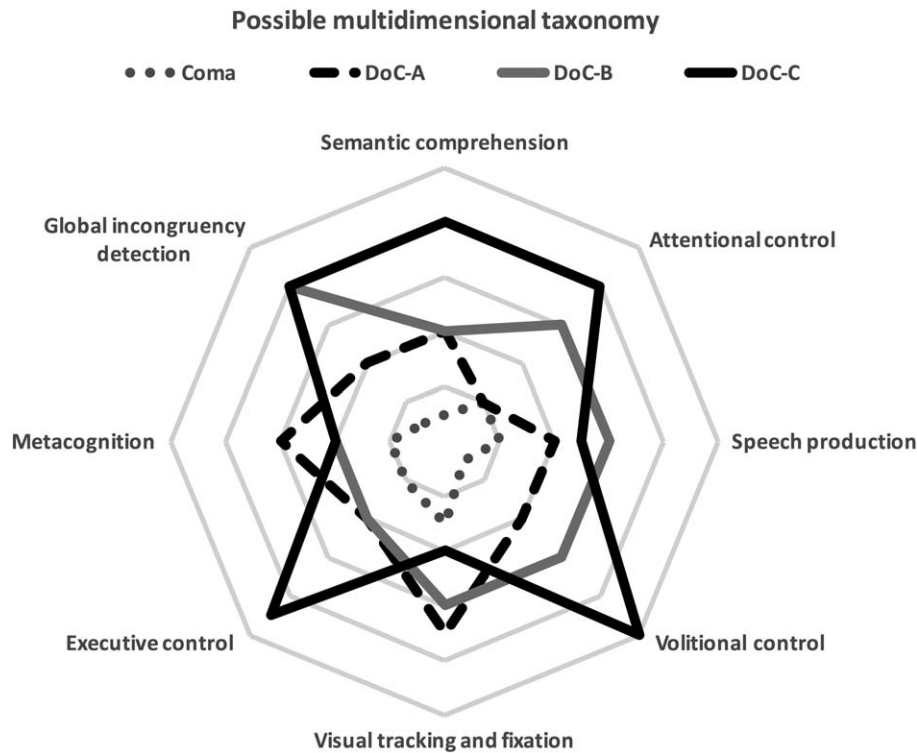 Possible multidimensional taxonomy
Coma DoC-A DoC-B DoC-C
Semantic comprehension
Global incongruency
detection
Attentional control
Metacognition
Speech production
Executive control
Volitional control
Visual tracking and fixation